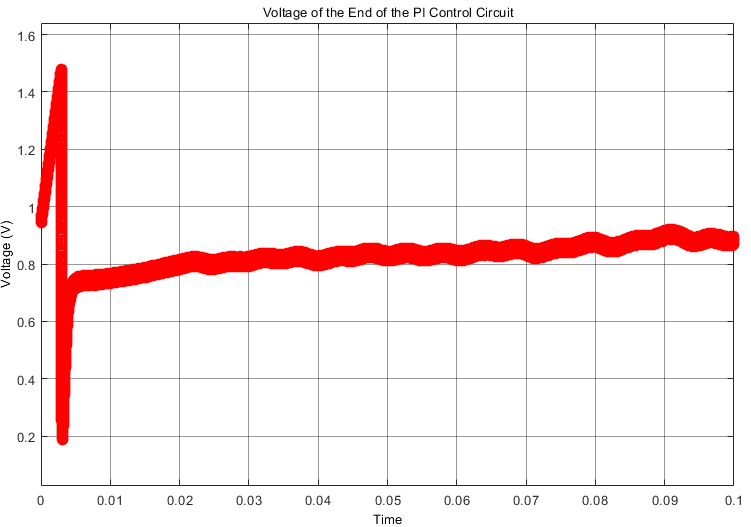 Voltage of the End of the PI Control Circuit
1.6
1.4
1.2
1
0.8
0.6
0.4
0.2
Voltage (V)
0 0.01 0.02 0.03 0.04 0.05 0.06 0.07 0.08 0.09 0.1
Time